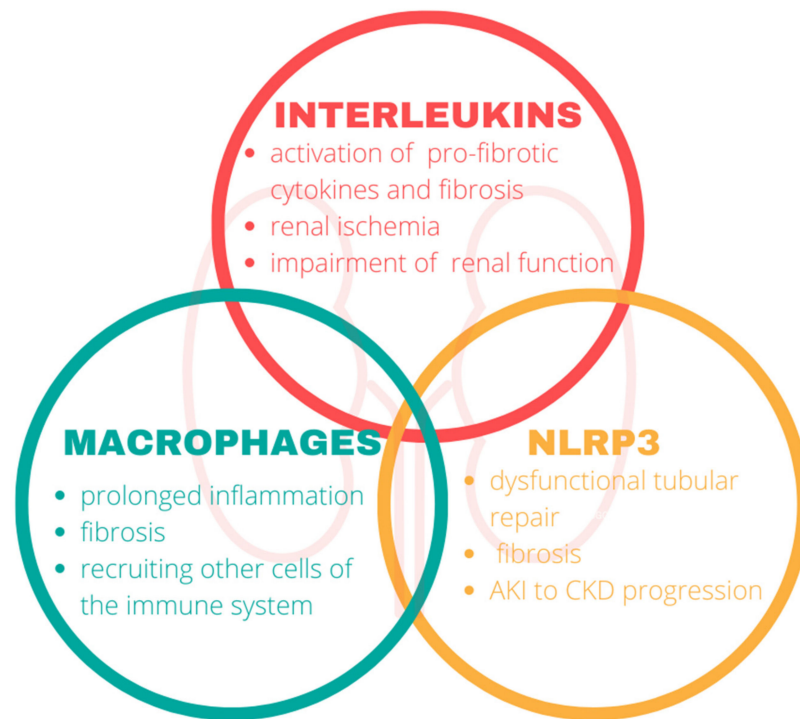 INTERLEUKINS
• activation of pro-fibrotic
cytokines and fibrosis
• renal ischemia
• impairment of renal function
MACROPHAGES
• prolonged inflammation
• fibrosis
• recruiting other cells of
the immune system
NLRP3
• dysfunctional tubular
repair
• fibrosis
• AKI to CKD progression